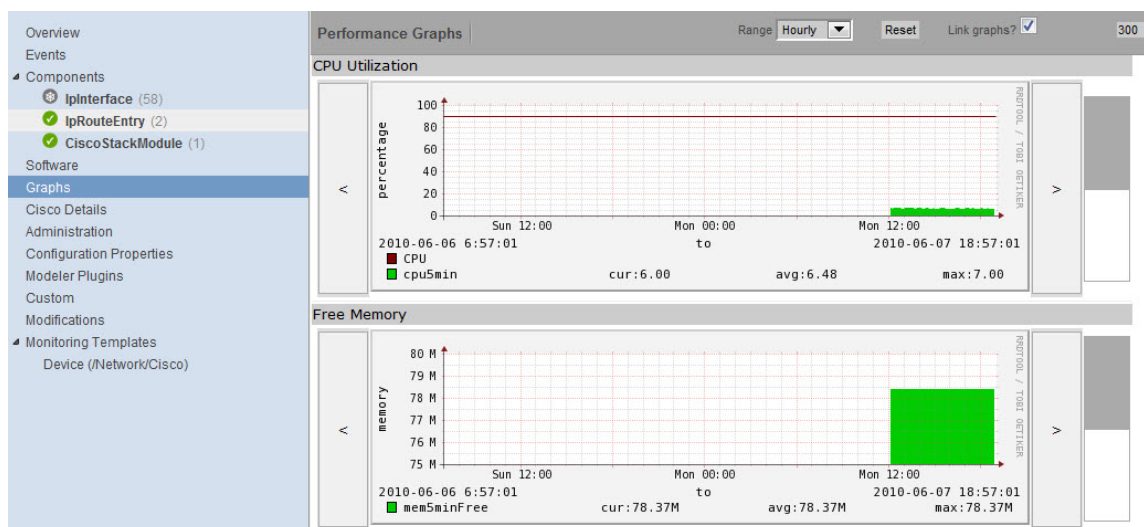 Overview
Events
Components
IpInterface (58)
IpRouteEntry (2)
CiscoStackModule (1)
Software
Graphs
Cisco Details
Administration
Configuration Properties
Modeler Plugins
Custom
Modifications
Monitoring Templates
Device (/Network/Cisco)
Performance Graphs
Range Hourly Reset Link graphs? 300
CPU Utilization
<
percentage
100
80
60
40
20
0
Sun 12:00 Mon 00:00 Mon 12:00
2010-06-06 6:57:01 to 2010-06-07 18:57:01
CPU
cpu5min cur:6.00 avg:6.48 max:7.00
RRDTOOL / TOBI OETIKER
>
Free Memory
<
memory
80 M
79 M
78 M
77 M
76 M
75 M
Sun 12:00 Mon 00:00 Mon 12:00
2010-06-06 6:57:01 to 2010-06-07 18:57:01
mem5minFree cur:78.37M avg:78.37M max:78.37M
RRDTOOL / TOBI OETIKER
>